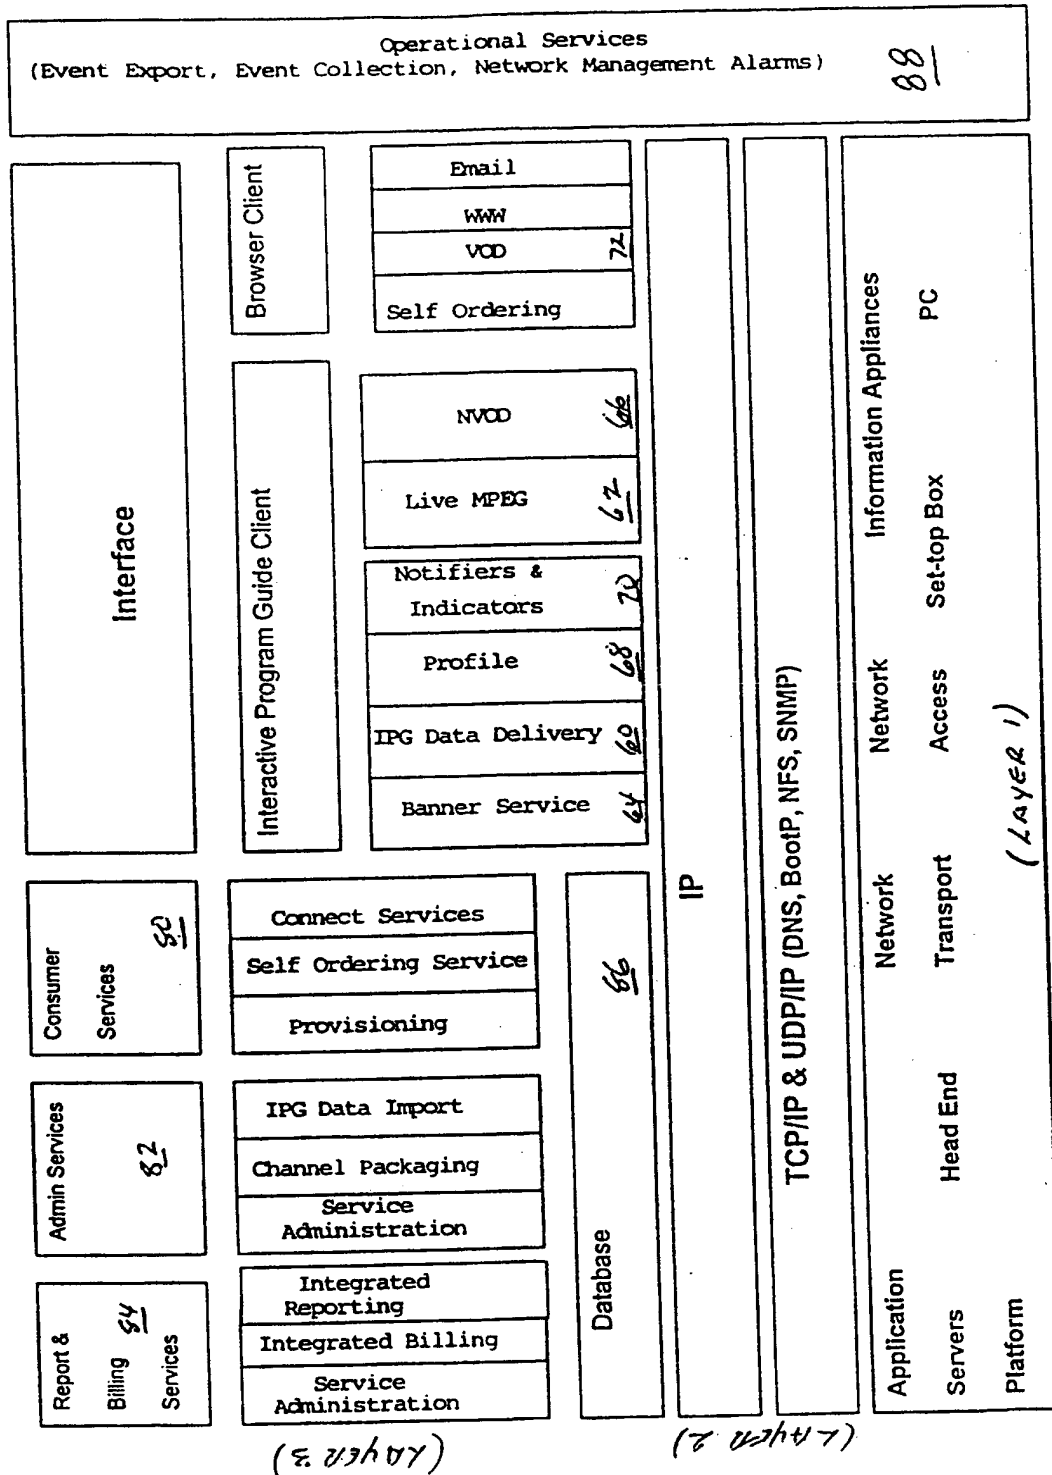 Operational Services
(Event Export, Event Collection, Network Management Alarms)
88
Interface
Browser Client
Email
WWW
VOD
72
Self Ordering
Interactive Program Guide Client
NVOD
66
Live MPEG
62
Notifiers &
Indicators
70
Profile
68
IPG Data Delivery
60
Banner Service
64
Consumer
Services
80
Connect Services
Self Ordering Service
Provisioning
Admin Services
82
IPG Data Import
Channel Packaging
Service
Administration
Report &
Billing
84
Services
Integrated
Reporting
Integrated Billing
Service
Administration
(LAYER 3)
Database
86
IP
TCP/IP & UDP/IP (DNS, BootP, NFS, SNMP)
(LAYER 2)
Application
Servers
Platform
Head End
Network
Transport
Network
Access
Information Appliances
Set-top Box
PC
(LAYER 1)